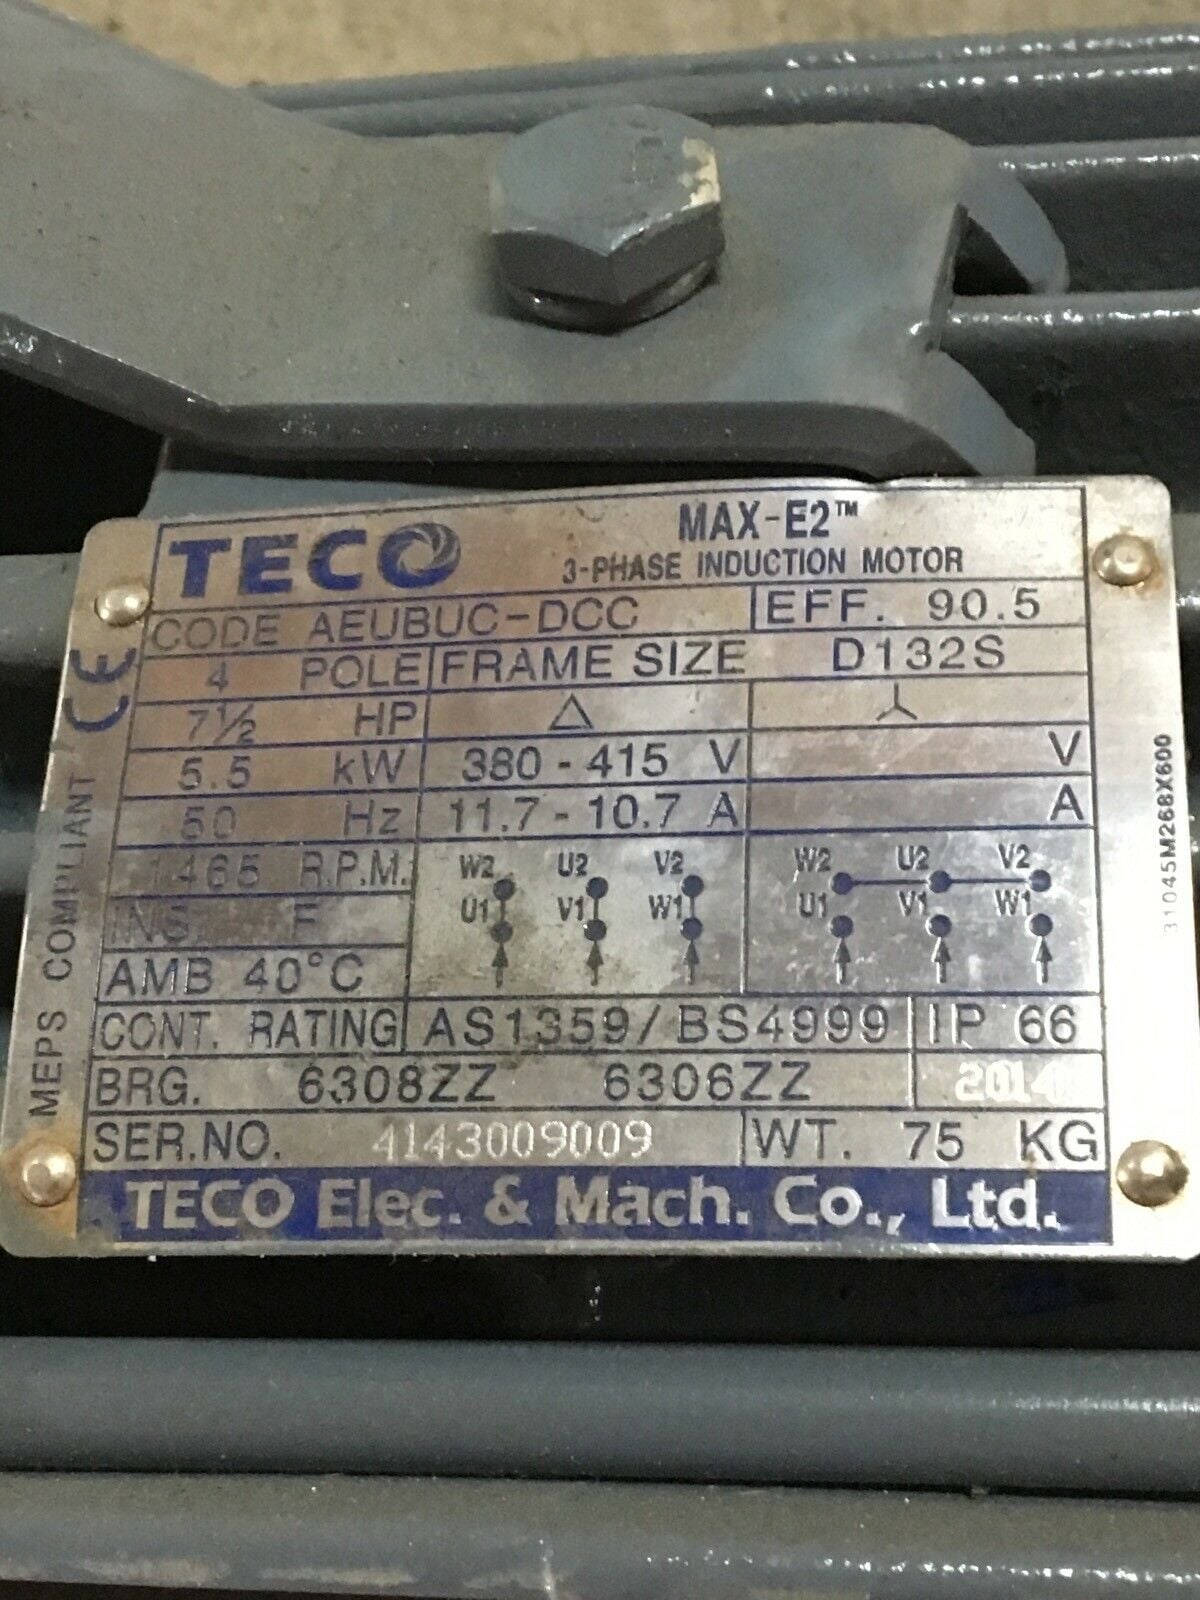 TECO
MAX-E2™
3-PHASE INDUCTION MOTOR
CODE AEUBUC-DCC EFF. 90.5
4 POLE FRAME SIZE D132S
7½ HP △ ⅄
5.5 kW 380-415 V V
50 Hz 11.7-10.7 A A
1465 R.P.M.
W2 U2 V2 W2 U2 V2
U1 V1 W1 U1 V1 W1
INS. F
AMB 40°C
CONT. RATING AS1359/BS4999 IP 66
BRG. 6308ZZ 6306ZZ 2014
SER.NO. 4143009009 WT. 75 KG
TECO Elec. & Mach. Co., Ltd.
MEPS COMPLIANT CE
31045M268X600